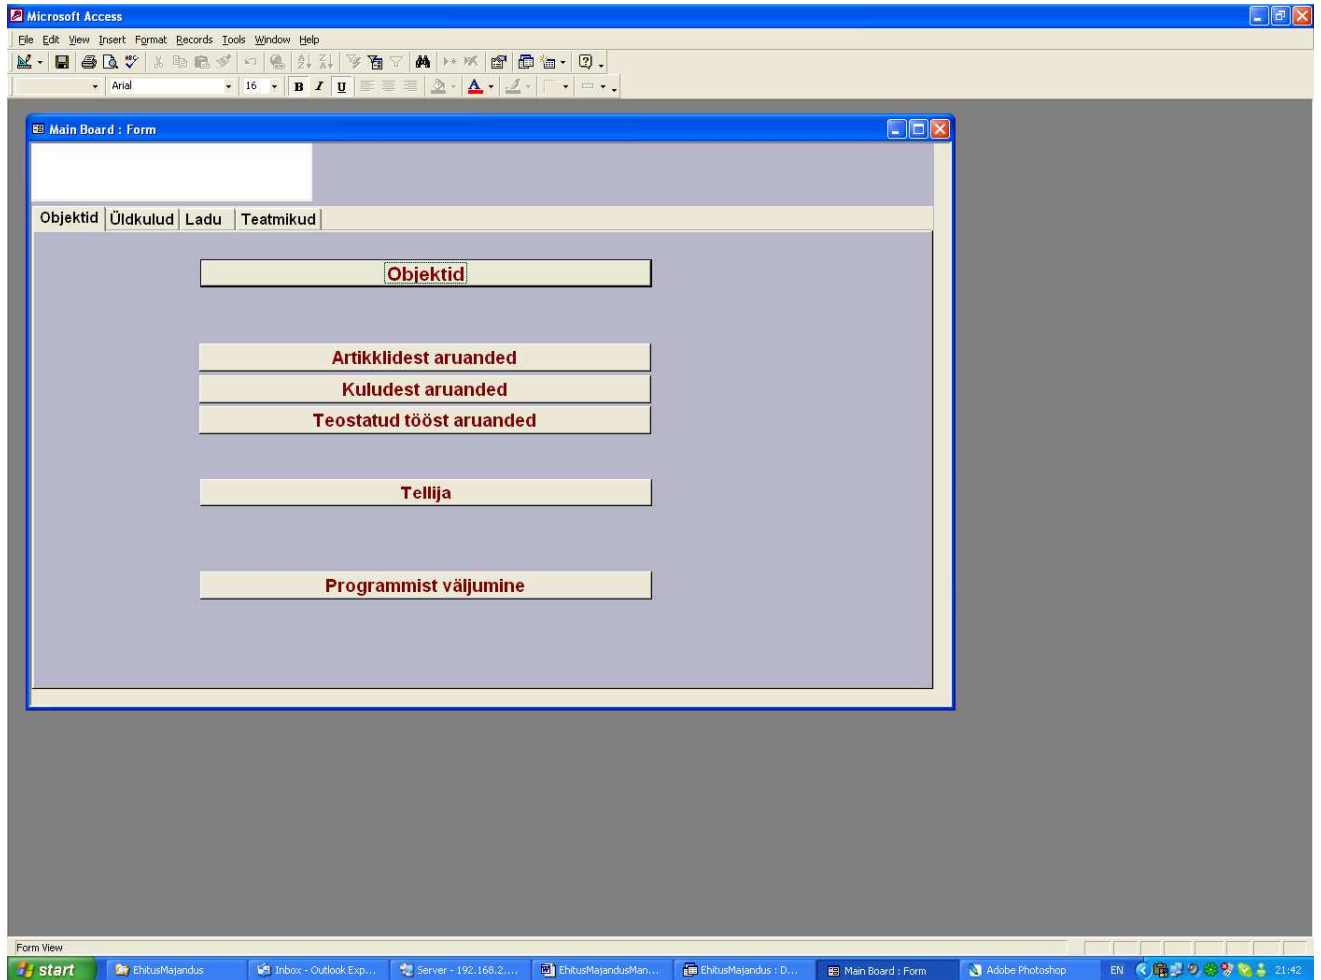 Microsoft Access
File Edit View Insert Format Records Tools Window Help
Arial 16 B I U
Main Board : Form
Objektid Üldkulud Ladu Teatmikud
Objektid
Artikklidest aruanded
Kuludest aruanded
Teostatud tööst aruanded
Tellija
Programmist väljumine
Form View
start EhitusMajandus Inbox - Outlook Exp... Server - 192.168.2.... EhitusMajandusMan... EhitusMajandus : D... Main Board : Form Adobe Photoshop EN 21:42